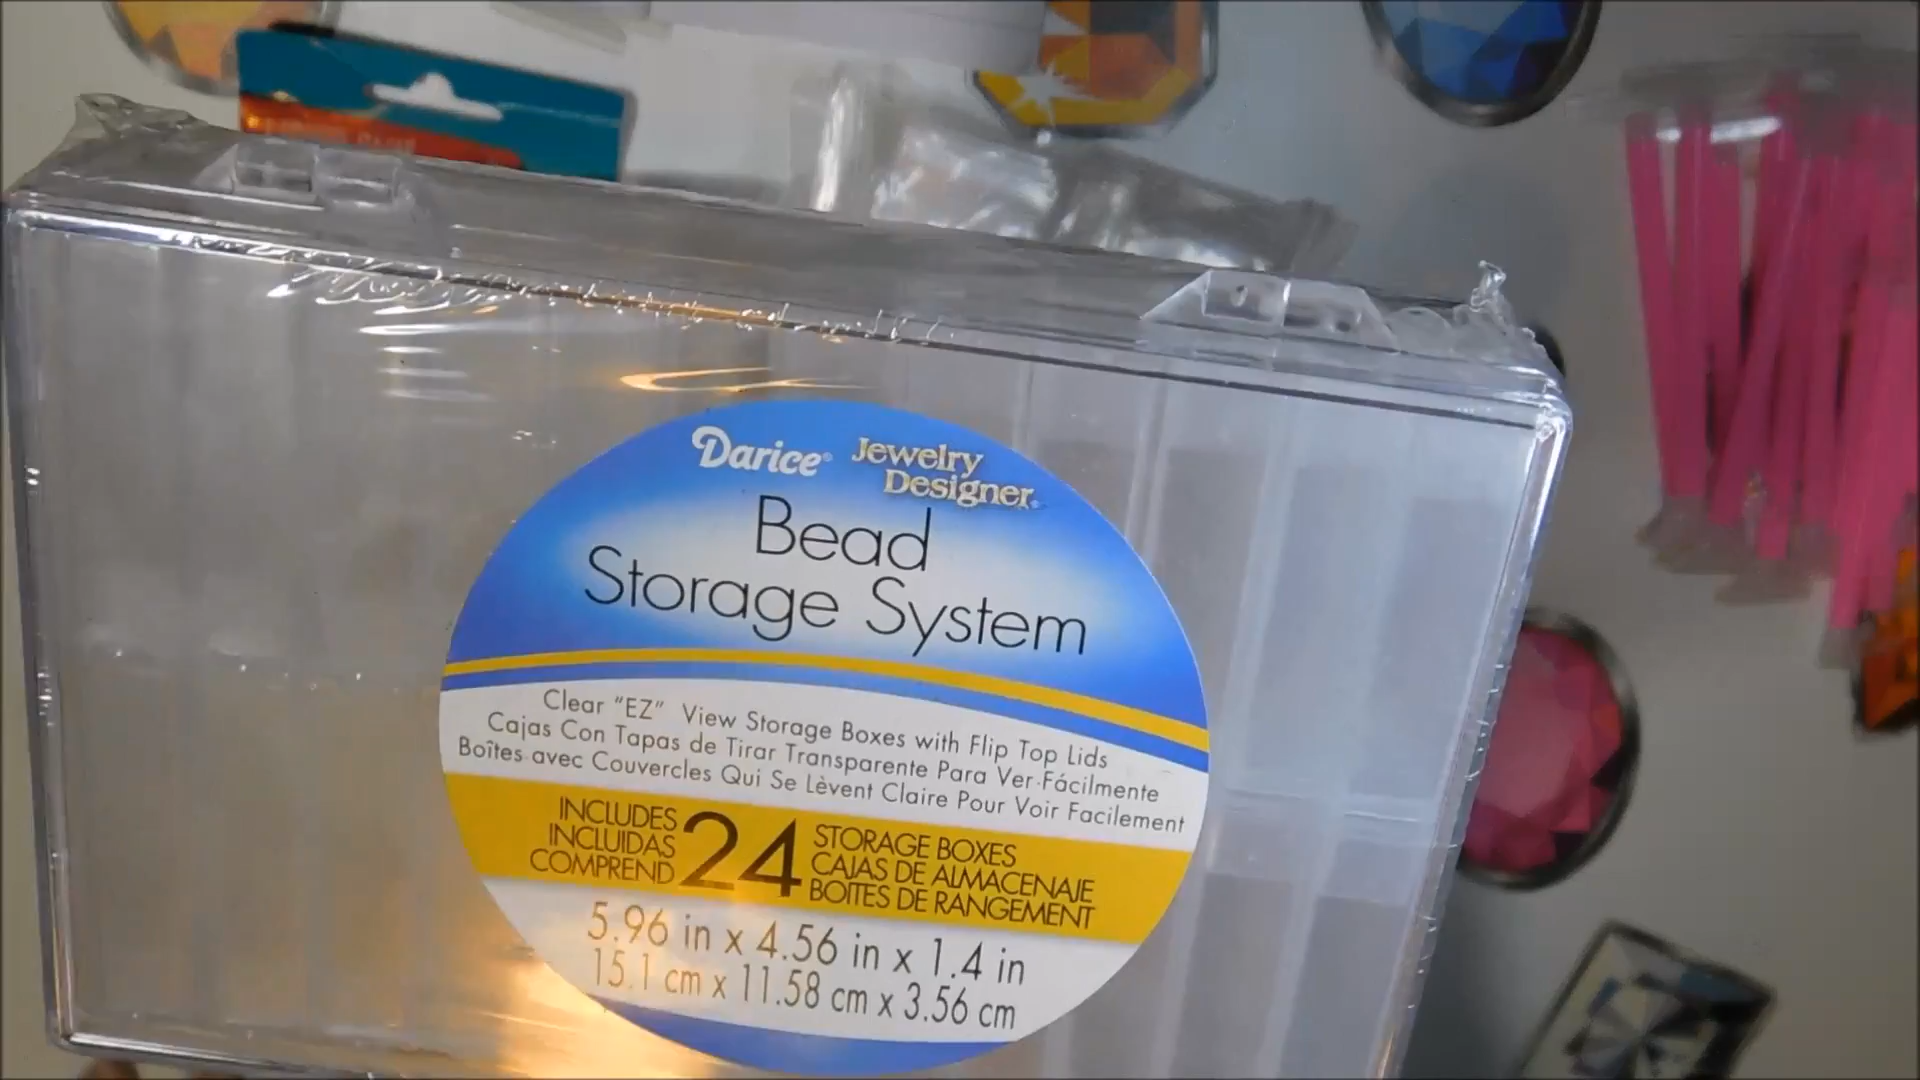 Darice® Jewelry Designer®
Bead
Storage System
Clear "EZ" View Storage Boxes with Flip Top Lids
Cajas Con Tapas de Tirar Transparente Para Ver-Fácilmente
Boîtes avec Couvercles Qui Se Lèvent Claire Pour Voir Facilement
INCLUDES
INCLUIDAS
COMPREND
24
STORAGE BOXES
CAJAS DE ALMACENAJE
BOITES DE RANGEMENT
5.96 in x 4.56 in x 1.4 in
15.1 cm x 11.58 cm x 3.56 cm